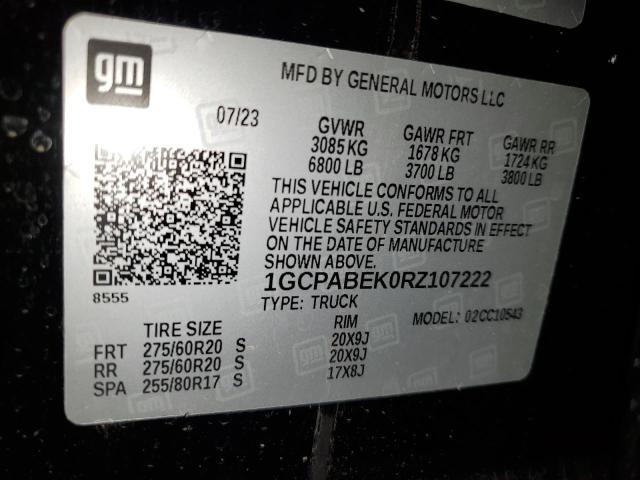 gm
MFD BY GENERAL MOTORS LLC
07/23
GVWR GAWR FRT GAWR RR
3085 KG 1678 KG 1724 KG
6800 LB 3700 LB 3800 LB
THIS VEHICLE CONFORMS TO ALL
APPLICABLE U.S. FEDERAL MOTOR
VEHICLE SAFETY STANDARDS IN EFFECT
ON THE DATE OF MANUFACTURE
SHOWN ABOVE.
8555
1GCPABEK0RZ107222
TYPE: TRUCK MODEL: 02CC10543
TIRE SIZE RIM
FRT 275/60R20 S 20X9J
RR 275/60R20 S 20X9J
SPA 255/80R17 S 17X8J